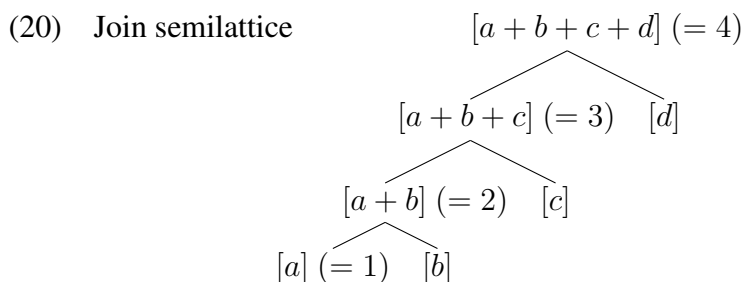 (20) Join semilattice [a + b + c + d] (= 4)
[a + b + c] (= 3) [d]
[a + b] (= 2) [c]
[a] (= 1) [b]